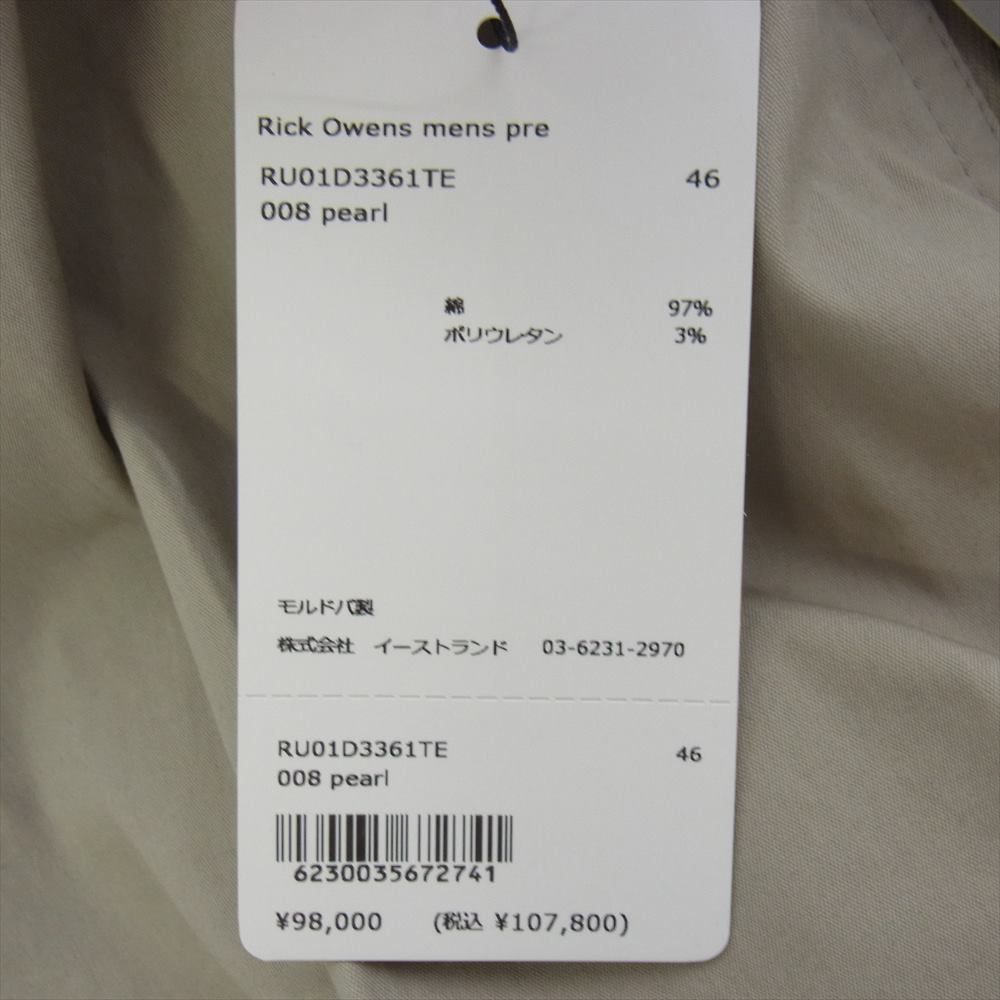 Rick Owens mens pre
RU01D3361TE 46
008 pearl
綿 97%
ポリウレタン 3%
モルドバ製
株式会社 イーストランド 03-6231-2970
RU01D3361TE 46
008 pearl
6230035672741
¥98,000 (税込 ¥107,800)